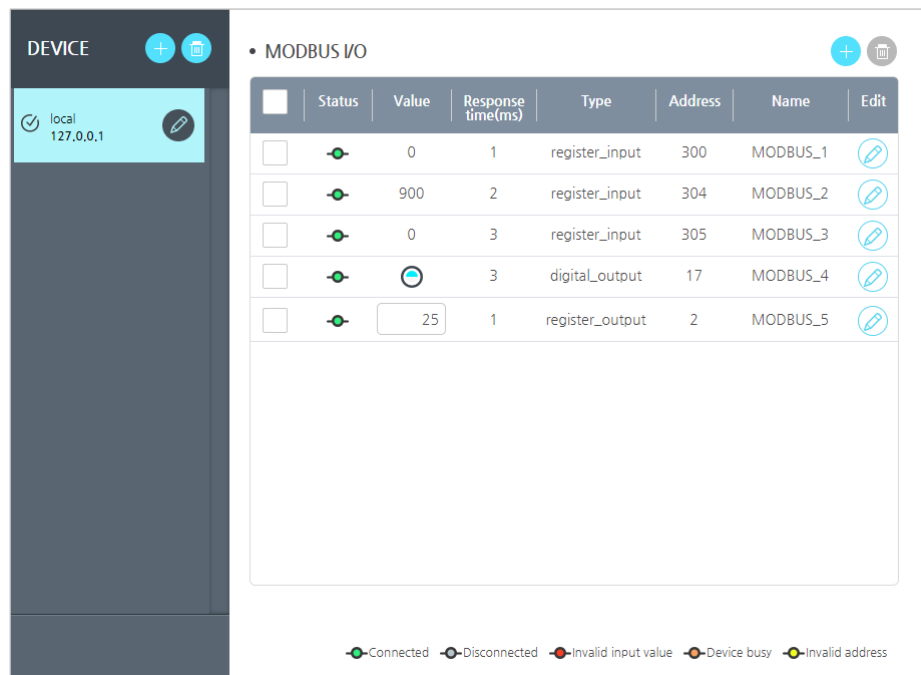 DEVICE
local
127.0.0.1
• MODBUS I/O
Status Value Response time(ms) Type Address Name Edit
0 1 register_input 300 MODBUS_1
900 2 register_input 304 MODBUS_2
0 3 register_input 305 MODBUS_3
3 digital_output 17 MODBUS_4
25 1 register_output 2 MODBUS_5
Connected Disconnected Invalid input value Device busy Invalid address